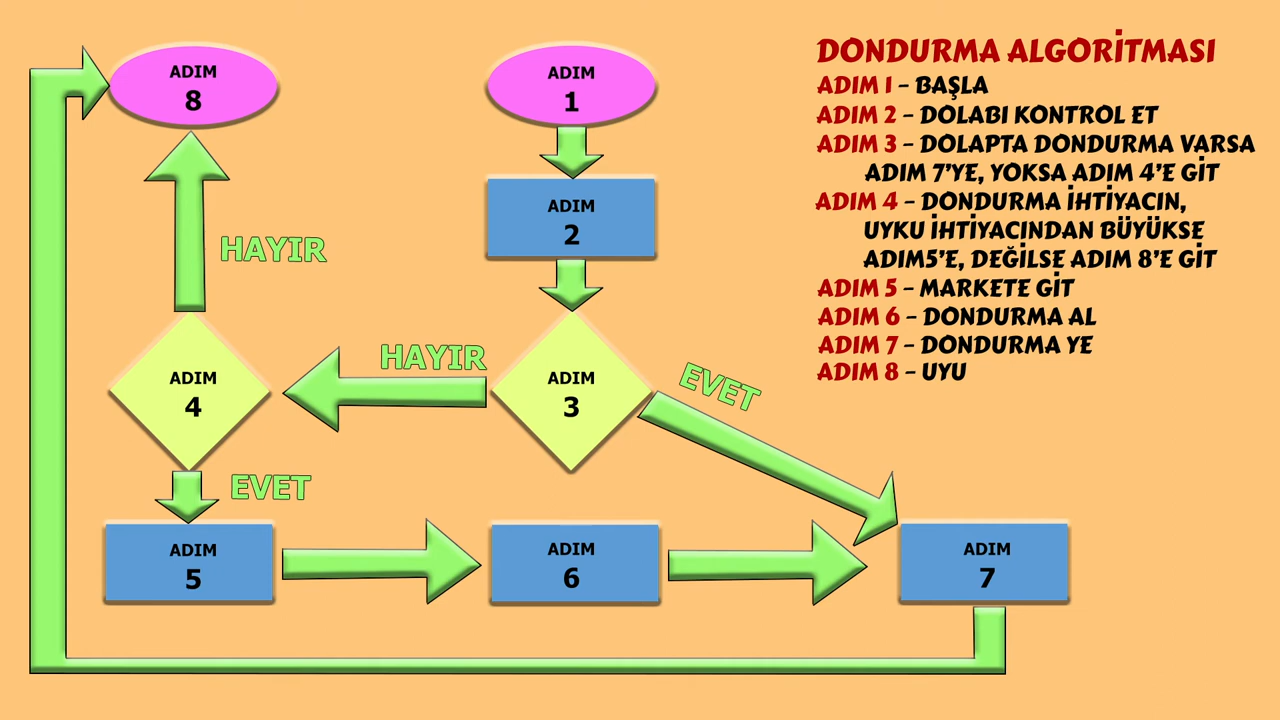 DONDURMA ALGORİTMASI
ADIM 1 – BAŞLA
ADIM 2 – DOLABI KONTROL ET
ADIM 3 – DOLAPTA DONDURMA VARSA
ADIM 7'YE, YOKSA ADIM 4'E GİT
ADIM 4 – DONDURMA İHTİYACIN,
UYKU İHTİYACINDAN BÜYÜKSE
ADIM5'E, DEĞİLSE ADIM 8'E GİT
ADIM 5 – MARKETE GİT
ADIM 6 – DONDURMA AL
ADIM 7 – DONDURMA YE
ADIM 8 – UYU
ADIM
8
ADIM
1
ADIM
2
HAYIR
HAYIR
EVET
ADIM
4
ADIM
3
EVET
ADIM
5
ADIM
6
ADIM
7